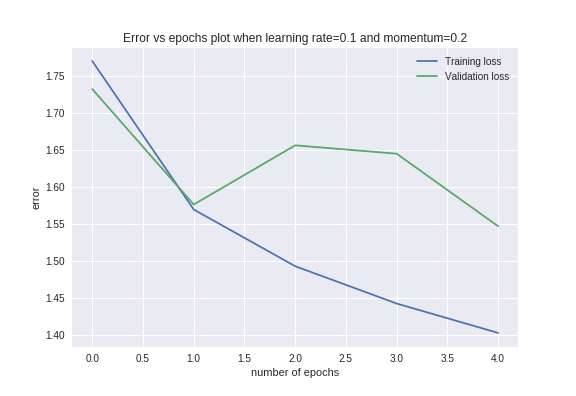 Error vs epochs plot when learning rate=0.1 and momentum=0.2
Training loss
Validation loss
1.75
1.70
1.65
1.60
1.55
1.50
1.45
1.40
error
0.0 0.5 1.0 1.5 2.0 2.5 3.0 3.5 4.0
number of epochs